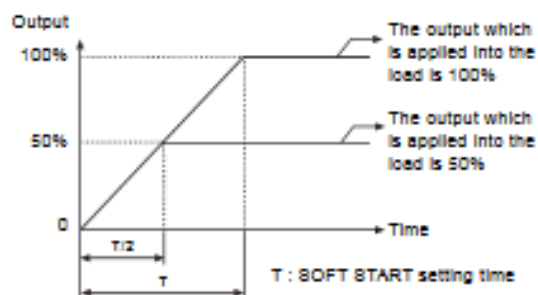 Output
100%
The output which
is applied into the
load is 100%
50%
The output which
is applied into the
load is 50%
0
Time
T/2
T
T : SOFT START setting time